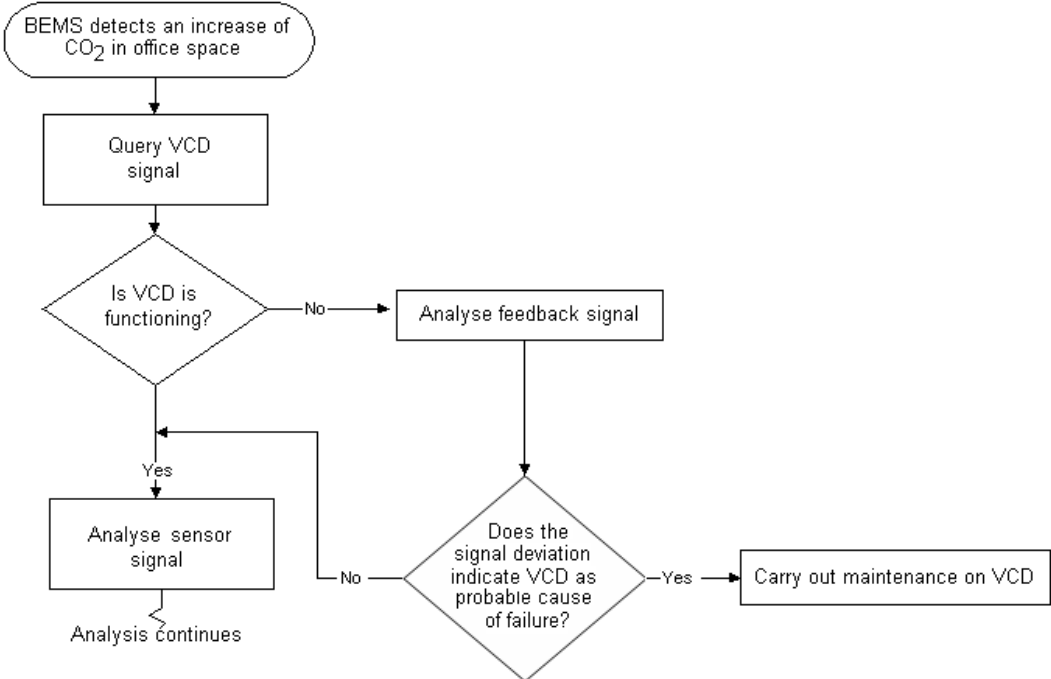 BEMS detects an increase of
CO2 in office space
Query VCD
signal
Is VCD is
functioning?
No
Analyse feedback signal
Yes
Analyse sensor
signal
Analysis continues
Does the
signal deviation
indicate VCD as
probable cause
of failure?
No
Yes
Carry out maintenance on VCD